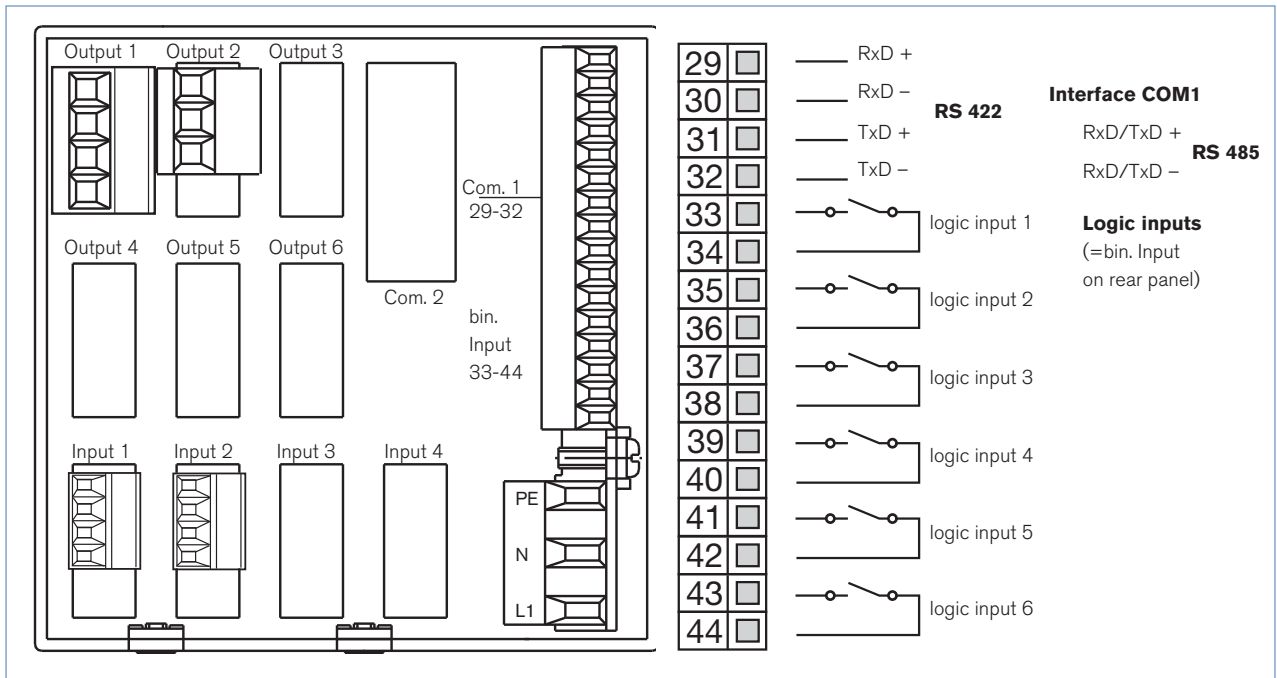 Output 1 Output 2 Output 3
Com. 1
29-32
Output 4 Output 5 Output 6
Com. 2
bin.
Input
33-44
Input 1 Input 2 Input 3 Input 4
PE
N
L1
29 RxD +
30 RxD –
31 TxD +
32 TxD –
RS 422
Interface COM1
RxD/TxD +
RxD/TxD –
RS 485
33
34
logic input 1
Logic inputs
(=bin. Input
on rear panel)
35
36
logic input 2
37
38
logic input 3
39
40
logic input 4
41
42
logic input 5
43
44
logic input 6